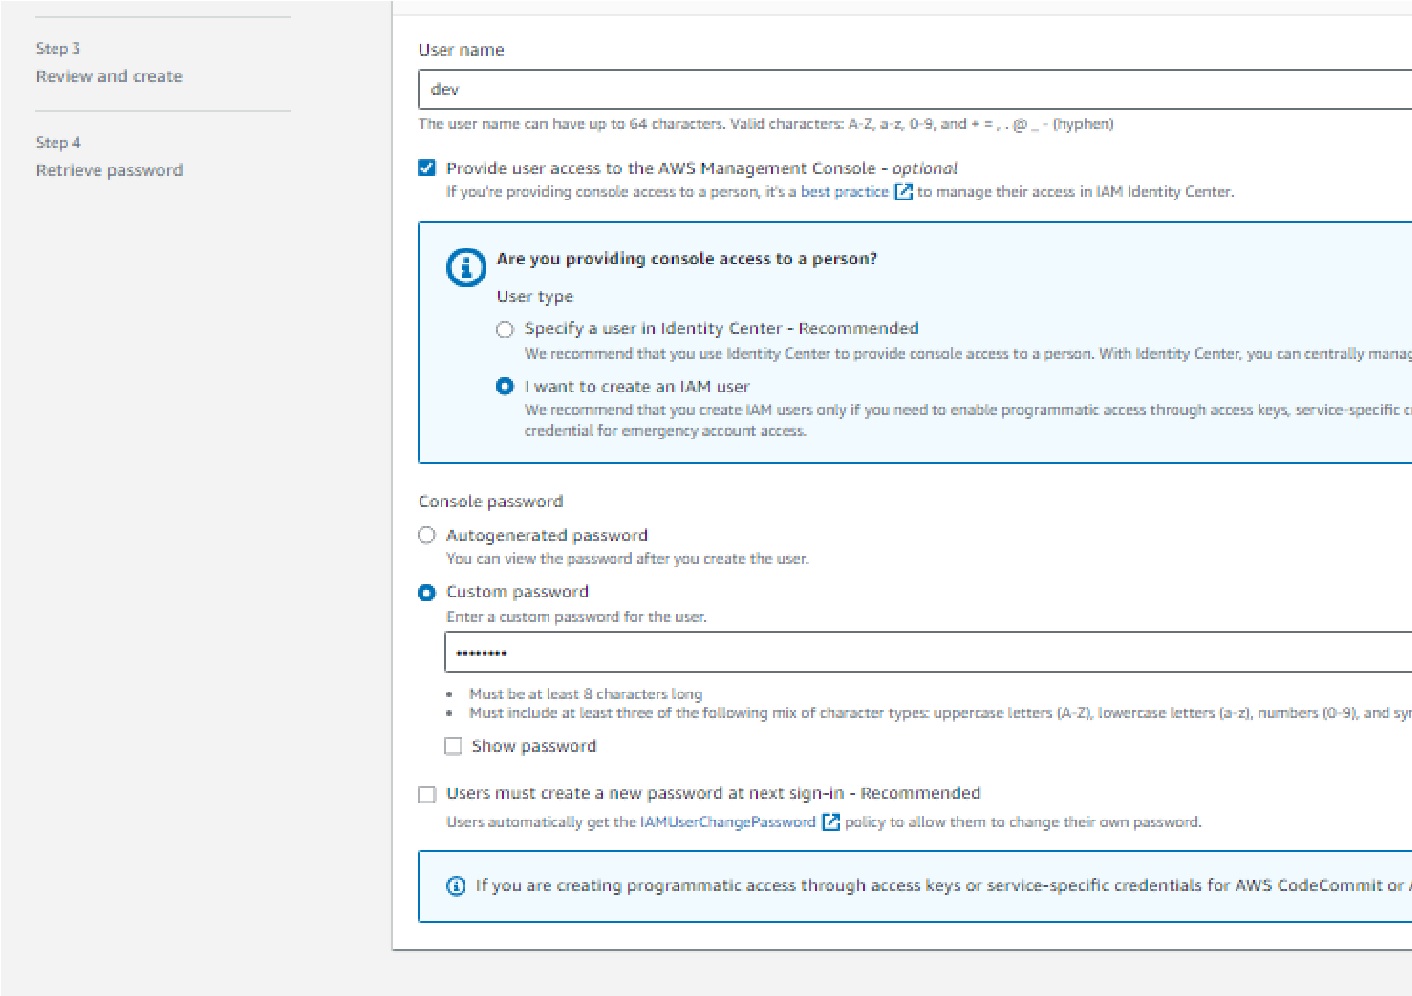 Step 3
Review and create
Step 4
Retrieve password
User name
dev
The user name can have up to 64 characters. Valid characters: A-Z, a-z, 0-9, and + = , . @ _ - (hyphen)
Provide user access to the AWS Management Console - optional
If you're providing console access to a person, it's a best practice to manage their access in IAM Identity Center.
Are you providing console access to a person?
User type
Specify a user in Identity Center - Recommended
We recommend that you use Identity Center to provide console access to a person. With Identity Center, you can centrally manag
I want to create an IAM user
We recommend that you create IAM users only if you need to enable programmatic access through access keys, service-specific c
credential for emergency account access.
Console password
Autogenerated password
You can view the password after you create the user.
Custom password
Enter a custom password for the user.
••••••••
• Must be at least 8 characters long
• Must include at least three of the following mix of character types: uppercase letters (A-Z), lowercase letters (a-z), numbers (0-9), and syn
Show password
Users must create a new password at next sign-in - Recommended
Users automatically get the IAMUserChangePassword policy to allow them to change their own password.
If you are creating programmatic access through access keys or service-specific credentials for AWS CodeCommit or